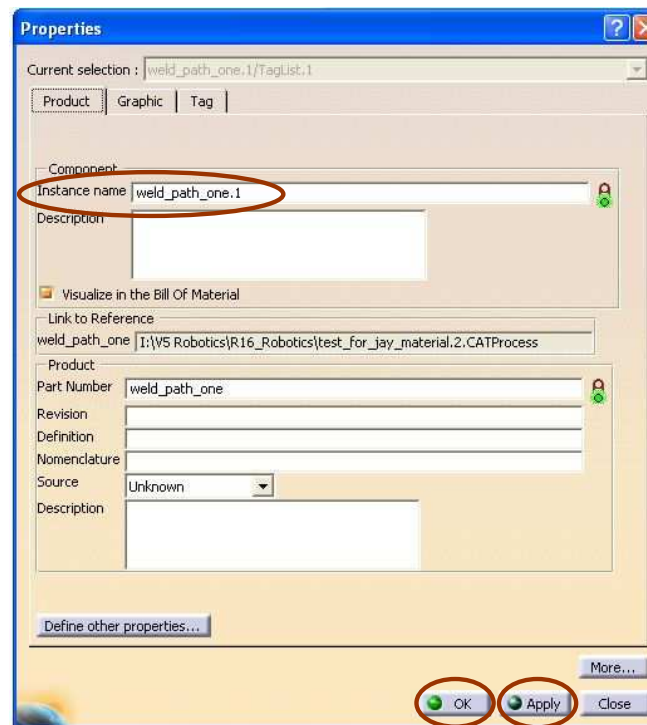 Properties
Current selection : weld_path_one.1/TagList.1
Product Graphic Tag
Component
Instance name weld_path_one.1
Description
Visualize in the Bill Of Material
Link to Reference
weld_path_one I:\V5 Robotics\R16_Robotics\test_for_jay_material.2.CATProcess
Product
Part Number weld_path_one
Revision
Definition
Nomenclature
Source Unknown
Description
Define other properties...
More...
OK Apply Close